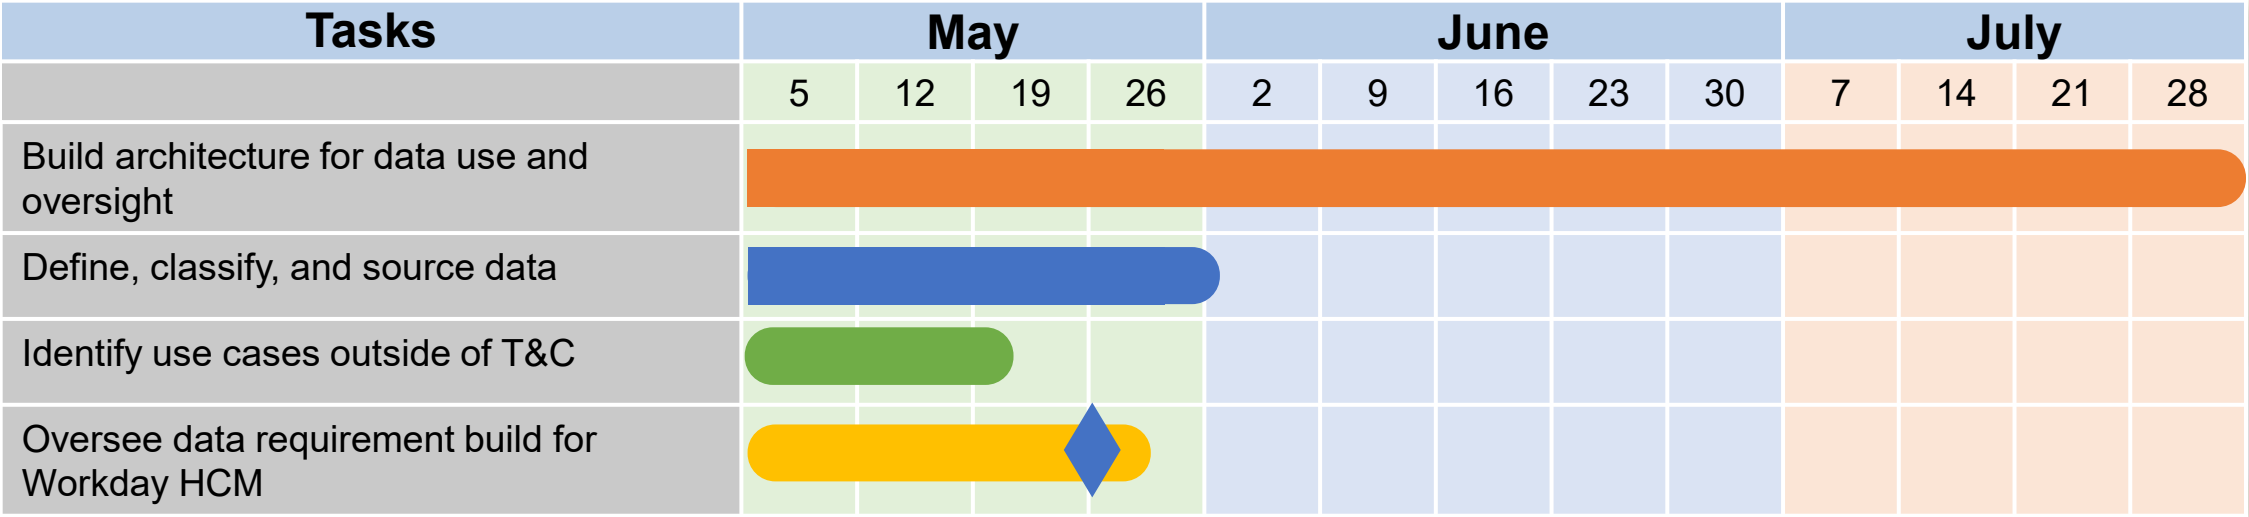 Tasks May June July
5 12 19 26 2 9 16 23 30 7 14 21 28
Build architecture for data use and
oversight
Define, classify, and source data
Identify use cases outside of T&C
Oversee data requirement build for
Workday HCM